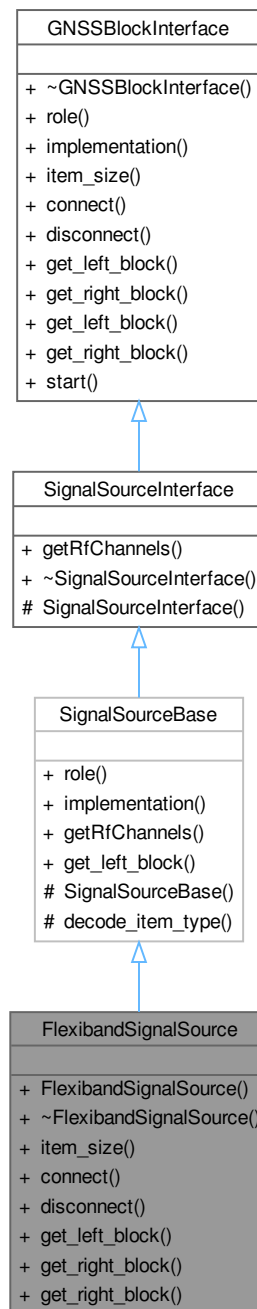 GNSSBlockInterface
+ ~GNSSBlockInterface()
+ role()
+ implementation()
+ item_size()
+ connect()
+ disconnect()
+ get_left_block()
+ get_right_block()
+ get_left_block()
+ get_right_block()
+ start()
SignalSourceInterface
+ getRfChannels()
+ ~SignalSourceInterface()
# SignalSourceInterface()
SignalSourceBase
+ role()
+ implementation()
+ getRfChannels()
+ get_left_block()
# SignalSourceBase()
# decode_item_type()
FlexibandSignalSource
+ FlexibandSignalSource()
+ ~FlexibandSignalSource()
+ item_size()
+ connect()
+ disconnect()
+ get_left_block()
+ get_right_block()
+ get_right_block()